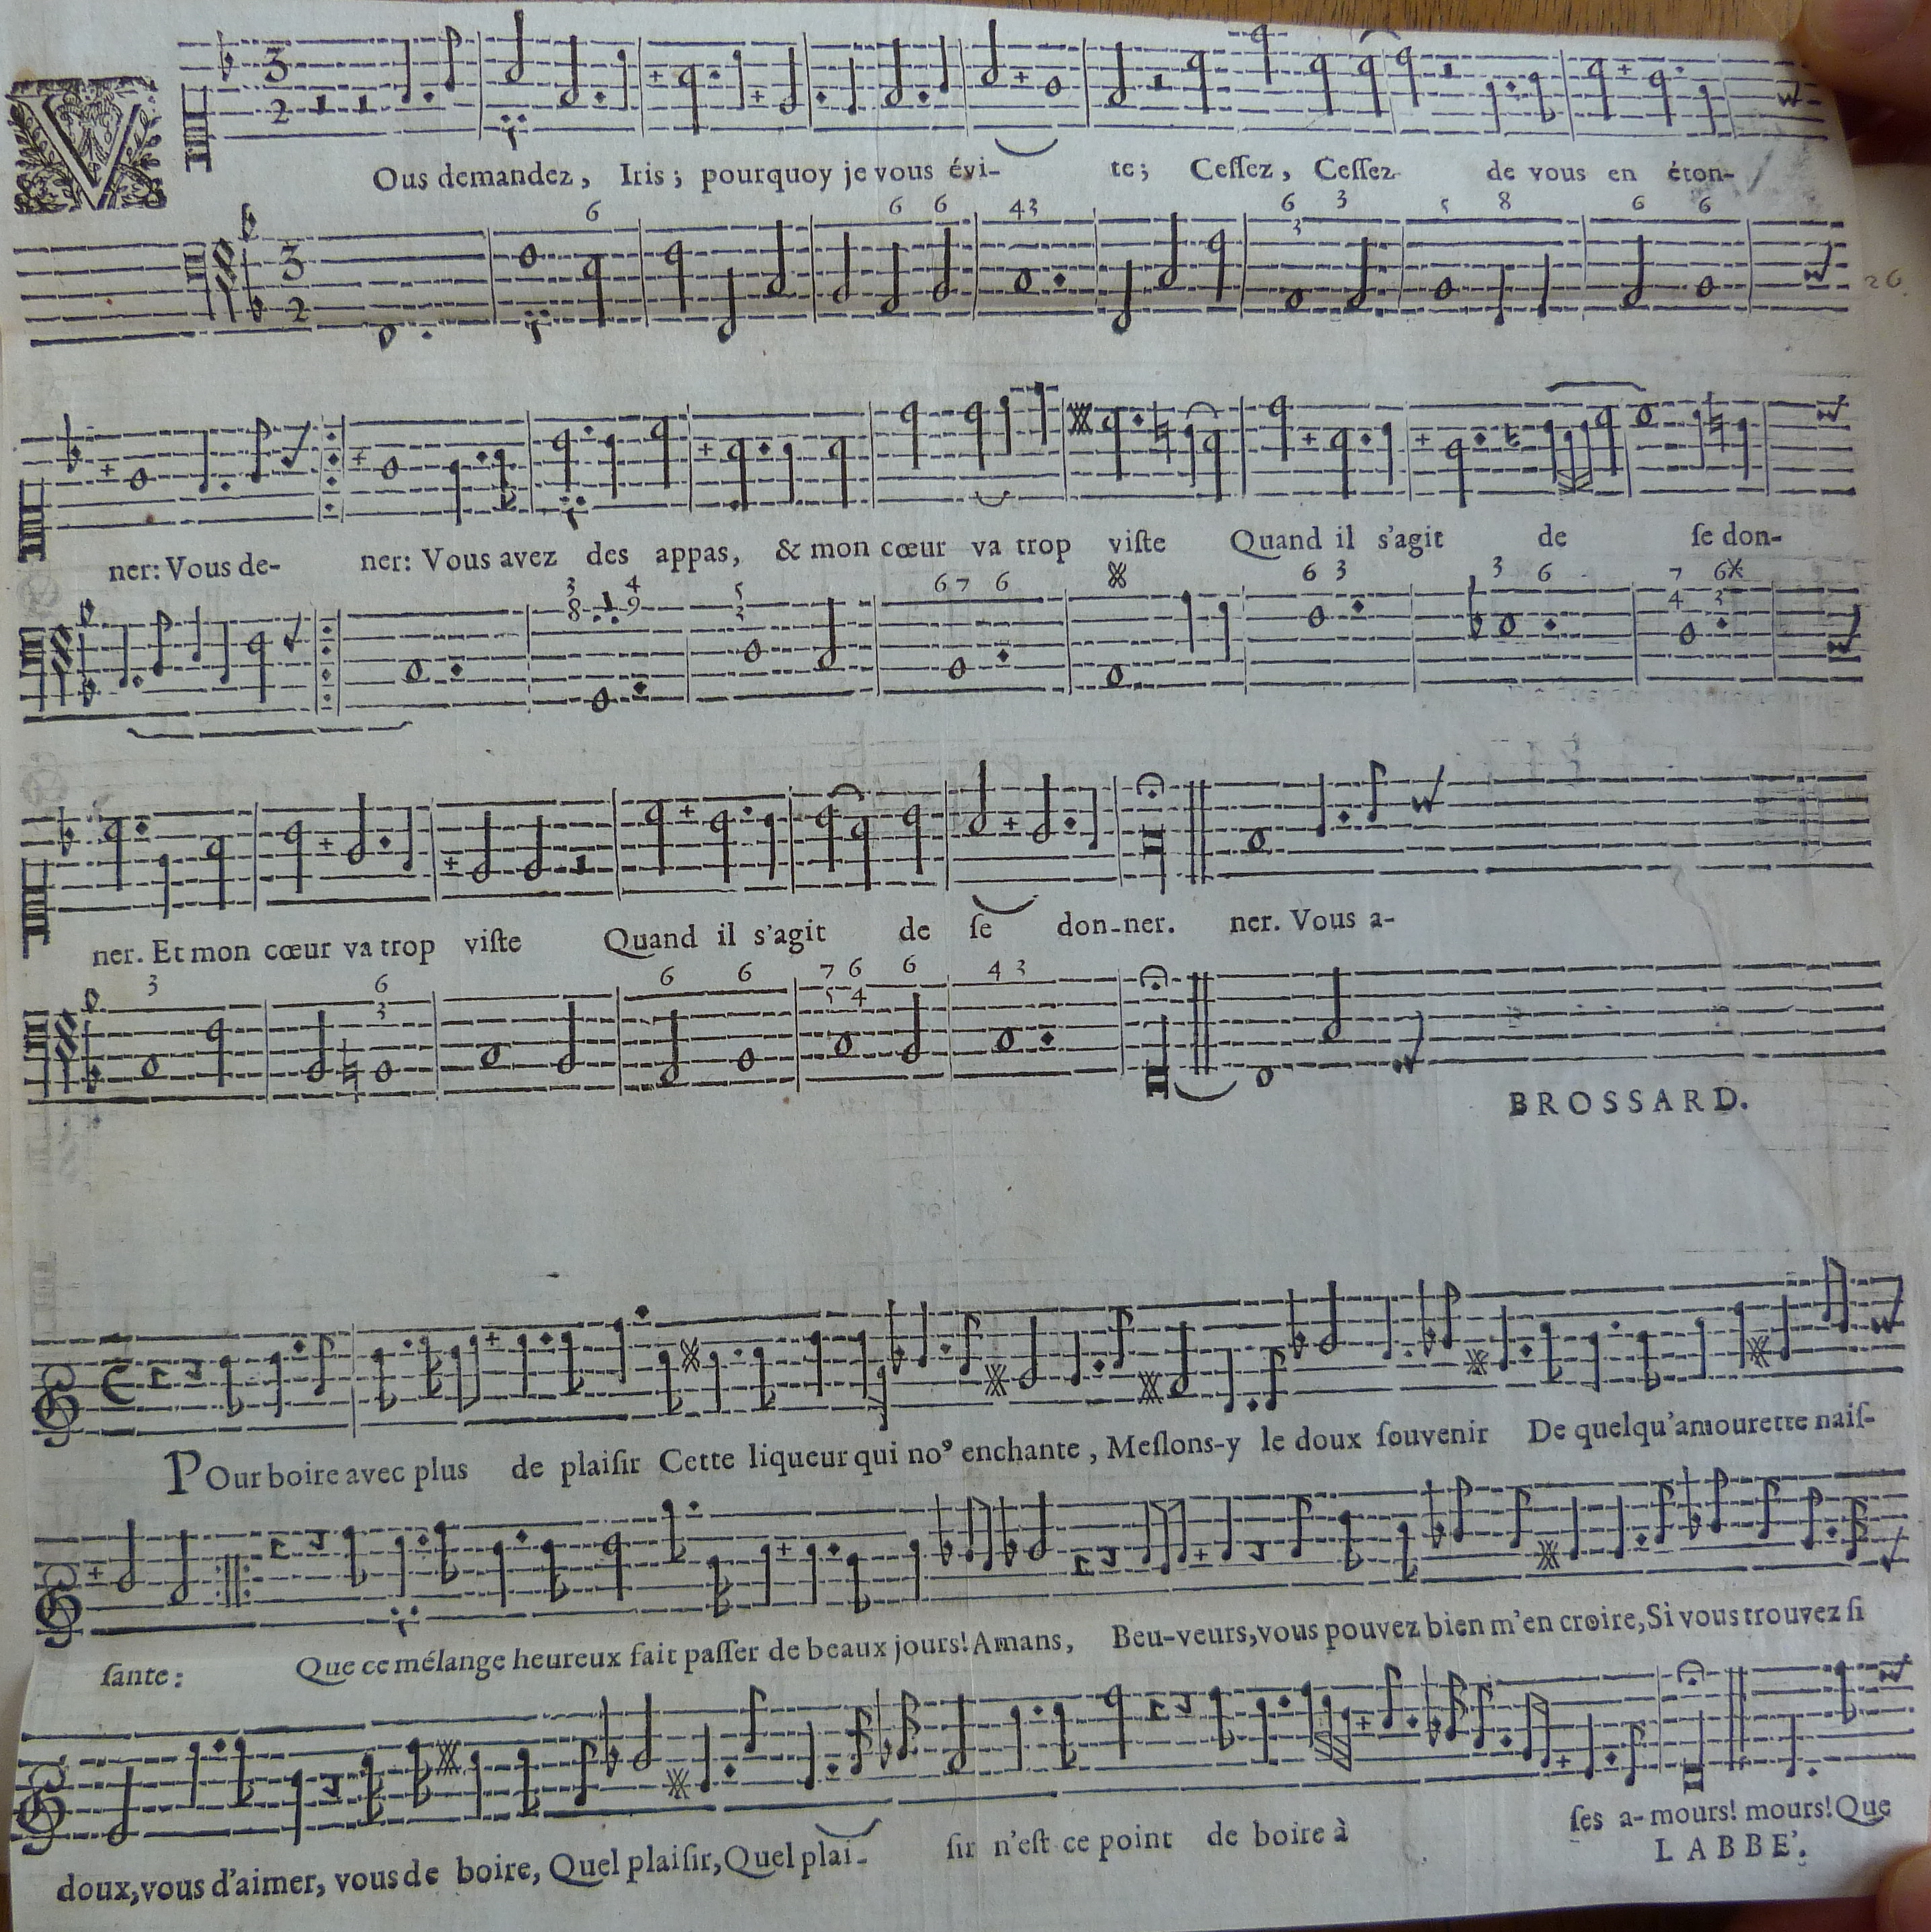 VOus demandez, Iris; pourquoy je vous évi- te; Ceſſez, Ceſſez de vous en éton-
6 6 6 43 6 3 5 8 6 6
3
26.
ner: Vous de- ner: Vous avez des appas, & mon cœur va trop viſte Quand il s'agit de ſe don-
3 4 5 6 7 6 6 3 3 6 7 6
8 9 3 4 3
ner. Et mon cœur va trop viſte Quand il s'agit de ſe don-ner. ner. Vous a-
3 6 6 6 7 6 6 4 3
3 5 4
BROSSARD.
POur boire avec plus de plaiſir Cette liqueur qui no9 enchante, Meſlons-y le doux ſouvenir De quelqu'amourette naiſ-
ſante: Que ce mélange heureux fait paſſer de beaux jours! Amans, Beu-veurs, vous pouvez bien m'en croire, Si vous trouvez ſi
doux, vous d'aimer, vous de boire, Quel plaiſir, Quel plai- ſir n'eſt ce point de boire à ſes a-mours! mours! Que
LABBE'.